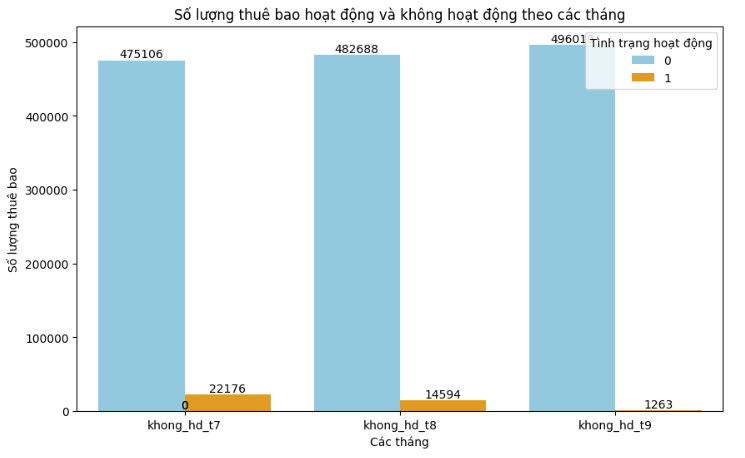 Số lượng thuê bao hoạt động và không hoạt động theo các tháng
Số lượng thuê bao
500000
400000
300000
200000
100000
0
475106
482688
Tình trạng hoạt động
0
1
0
22176
14594
1263
khong_hd_t7
khong_hd_t8
khong_hd_t9
Các tháng